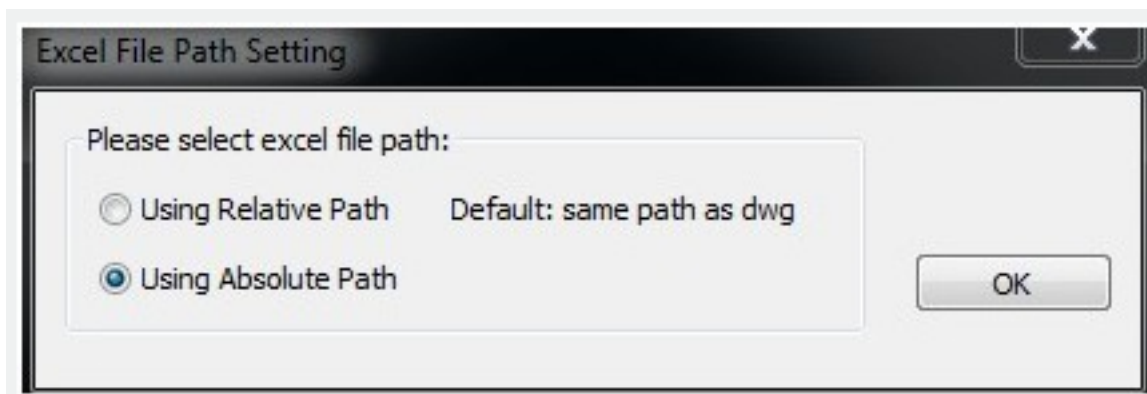 Excel File Path Setting
Please select excel file path:
Using Relative Path Default: same path as dwg
Using Absolute Path
OK